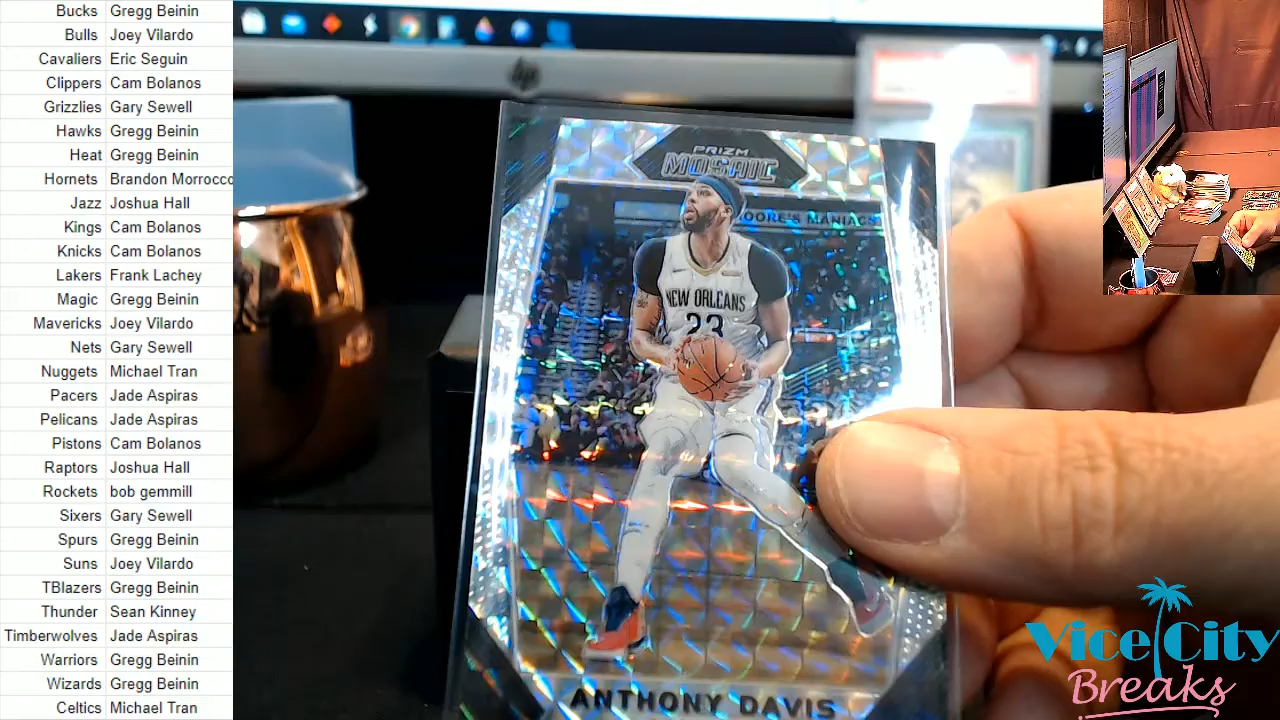 Bucks Gregg Beinin
Bulls Joey Vilardo
Cavaliers Eric Seguin
Clippers Cam Bolanos
Grizzlies Gary Sewell
Hawks Gregg Beinin
Heat Gregg Beinin
Hornets Brandon Morrocco
Jazz Joshua Hall
Kings Cam Bolanos
Knicks Cam Bolanos
Lakers Frank Lachey
Magic Gregg Beinin
Mavericks Joey Vilardo
Nets Gary Sewell
Nuggets Michael Tran
Pacers Jade Aspiras
Pelicans Jade Aspiras
Pistons Cam Bolanos
Raptors Joshua Hall
Rockets bob gemmill
Sixers Gary Sewell
Spurs Gregg Beinin
Suns Joey Vilardo
TBlazers Gregg Beinin
Thunder Sean Kinney
Timberwolves Jade Aspiras
Warriors Gregg Beinin
Wizards Gregg Beinin
Celtics Michael Tran
hp
PRIZM
MOSAIC
OORE'S MANIACS
NEW ORLEANS
23
ANTHONY DAVIS
Vice City
Breaks